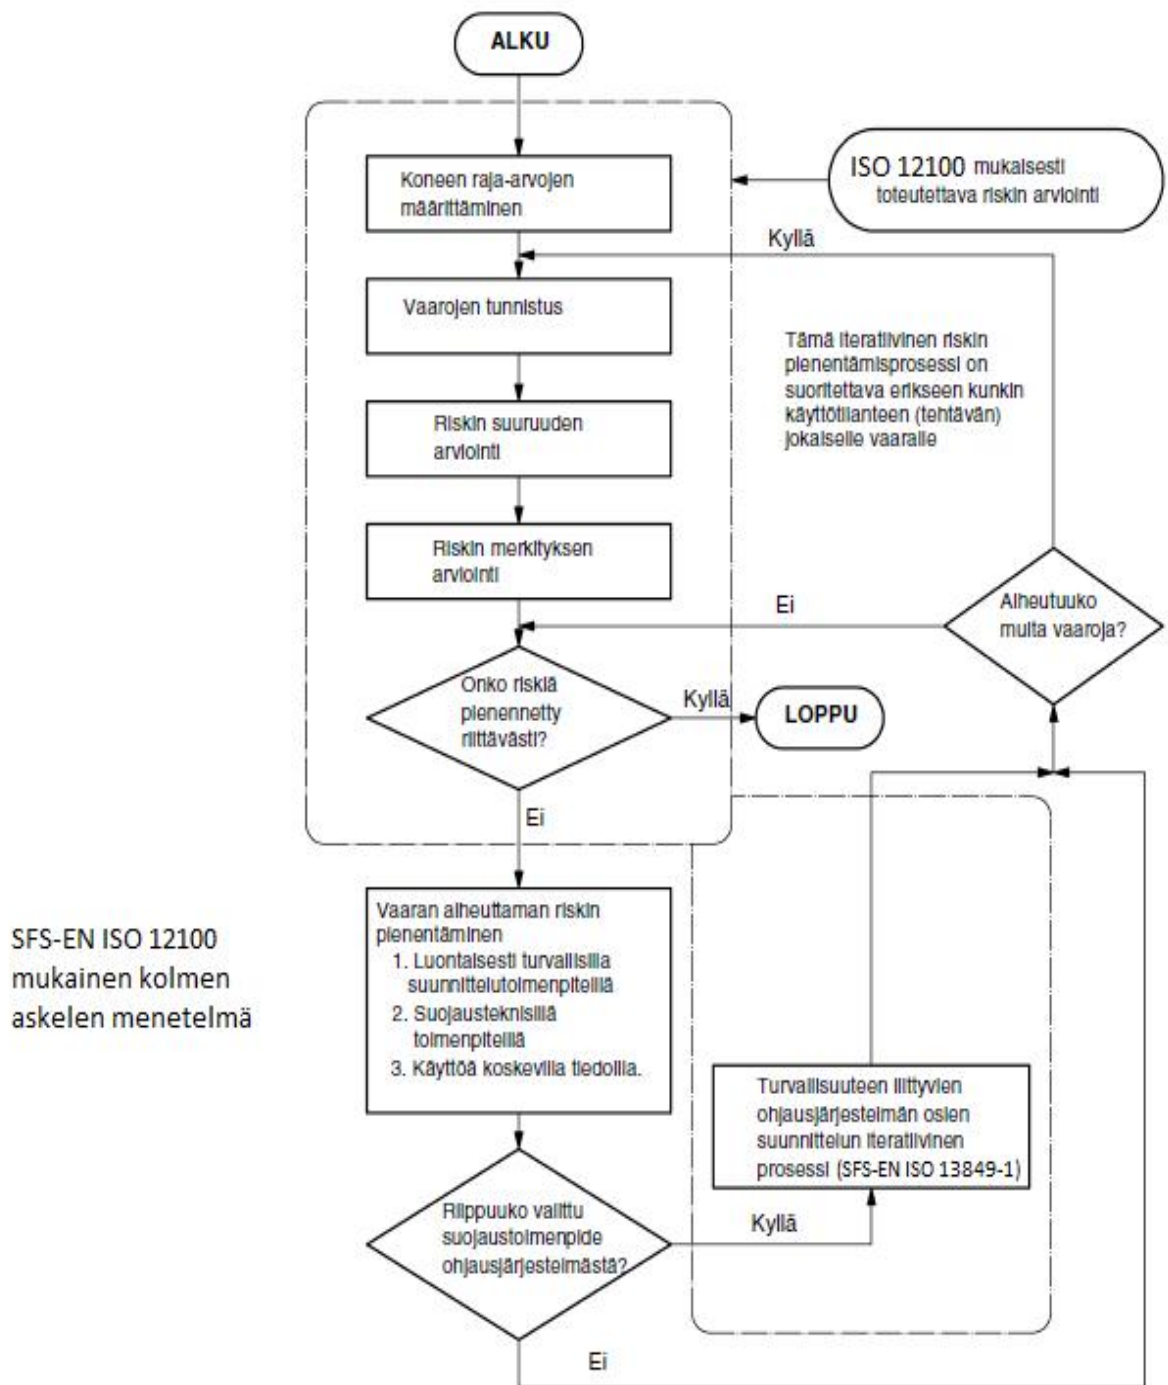 ALKU
Koneen raja-arvojen
määrittäminen
ISO 12100 mukaisesti
toteutettava riskin arviointi
Kyllä
Vaarojen tunnistus
Tämä iteratiivinen riskin
pienentämisprosessi on
suoritettava erikseen kunkin
käyttötilanteen (tehtävän)
jokaiselle vaaralle
Riskin suuruuden
arviointi
Riskin merkityksen
arviointi
Ei
Aiheutuuko
muita vaaroja?
Onko riskiä
pienennetty
riittävästi?
Kyllä
LOPPU
Ei
SFS-EN ISO 12100
mukainen kolmen
askelen menetelmä
Vaaran aiheuttaman riskin
pienentäminen
1. Luontaisesti turvallisilla
suunnittelutoimenpiteillä
2. Suojausteknisillä
toimenpiteillä
3. Käyttöä koskevilla tiedoilla.
Turvallisuuteen liittyvien
ohjausjärjestelmän osien
suunnittelun iteratiivinen
prosessi (SFS-EN ISO 13849-1)
Riippuuko valittu
suojaustoimenpide
ohjausjärjestelmästä?
Kyllä
Ei